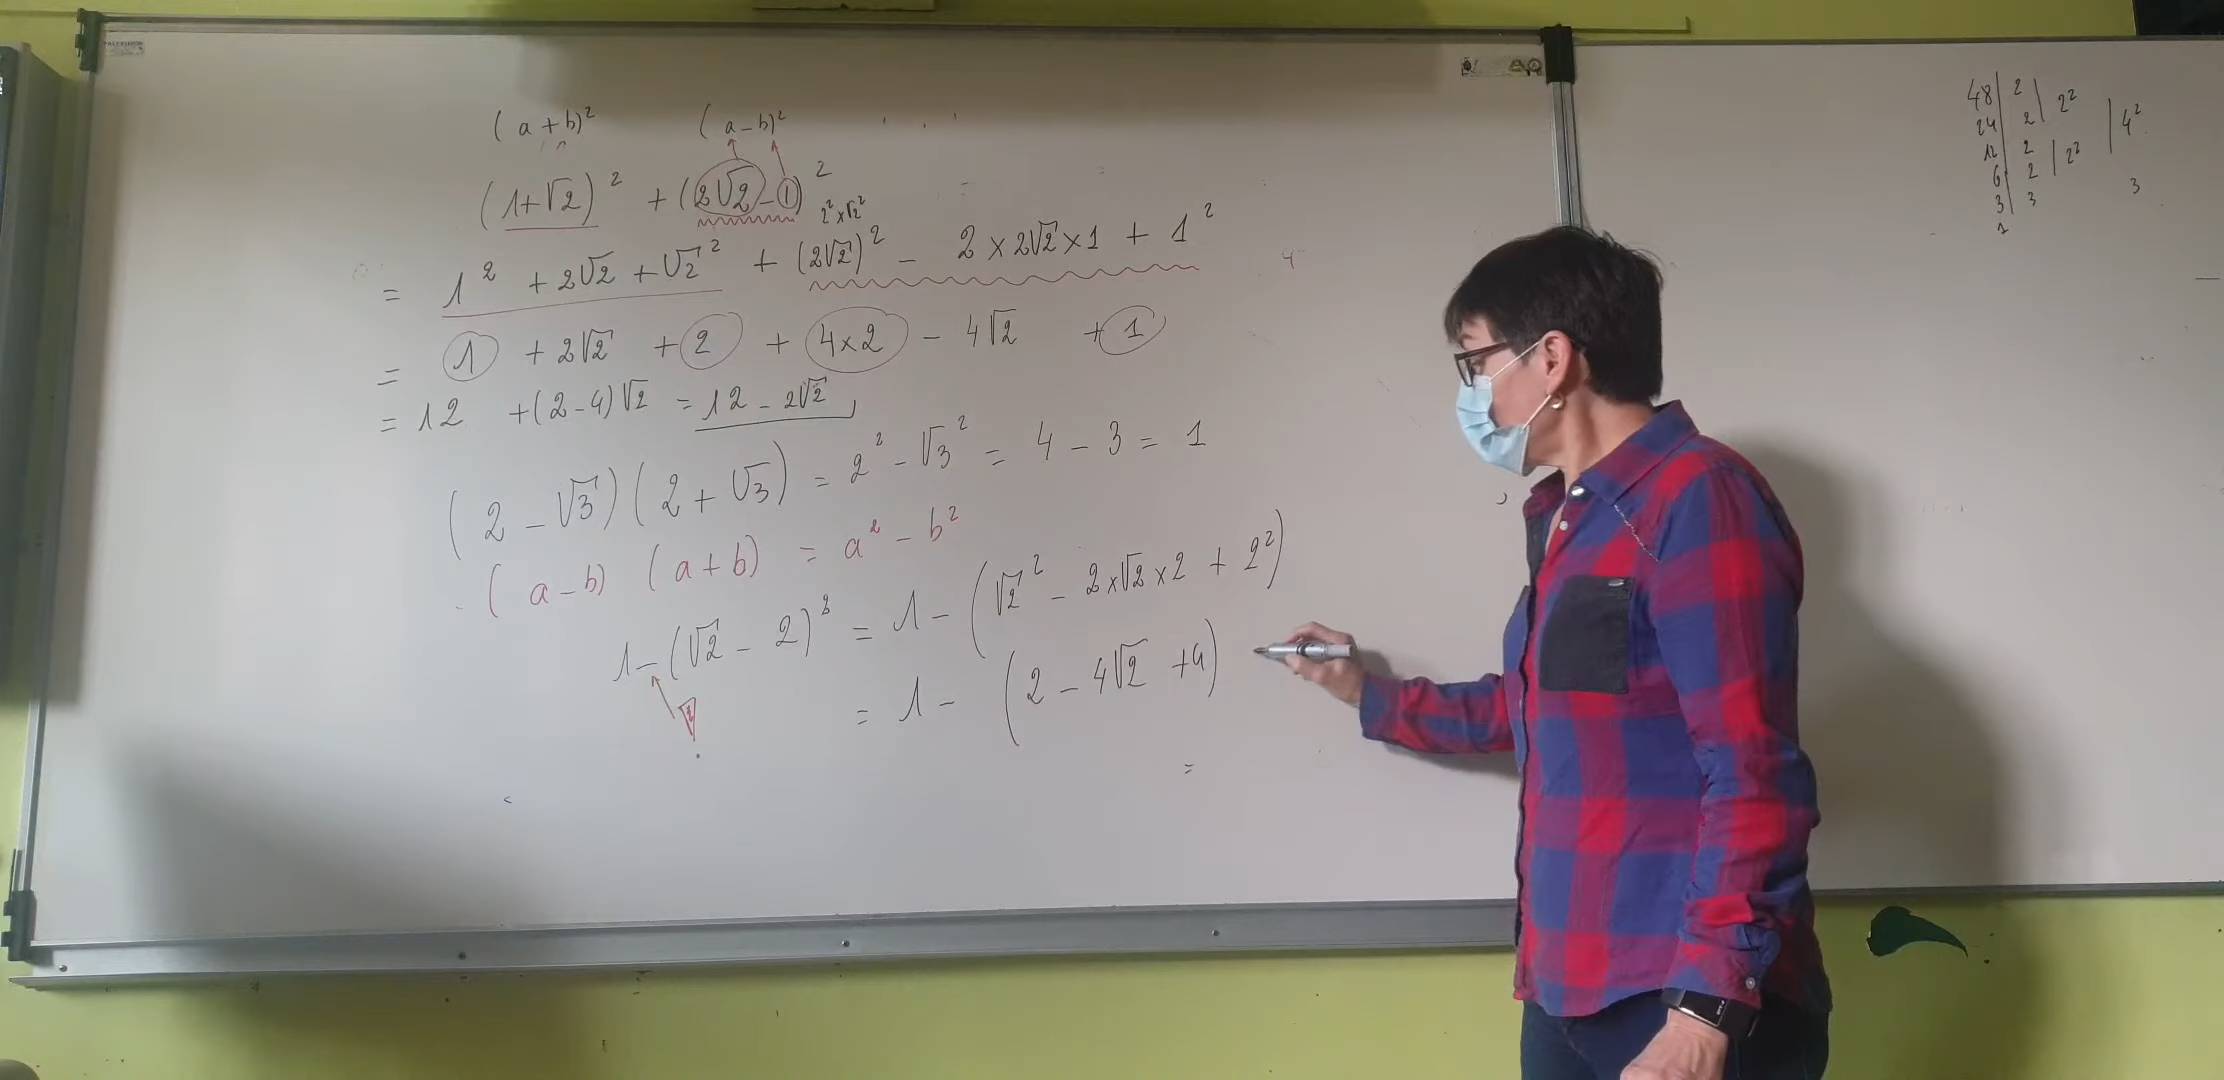 (a+b)² (a-b)²
(1+√2)² + (2√2-1)²
2²×√2²
= 1² + 2√2 + √2² + (2√2)² - 2×2√2×1 + 1²
= 1 + 2√2 + 2 + 4×2 - 4√2 + 1
= 12 + (2-4)√2 = 12 - 2√2
(2-√3)(2+√3) = 2² - √3² = 4 - 3 = 1
(a-b) (a+b) = a² - b²
1-(√2-2)² = 1-(√2² - 2×√2×2 + 2²)
= 1 - (2 - 4√2 + 4)
=
48 | 2 | 2² | 4²
24 | 2
12 | 2 | 2²
6 | 2
3 | 3 3
1